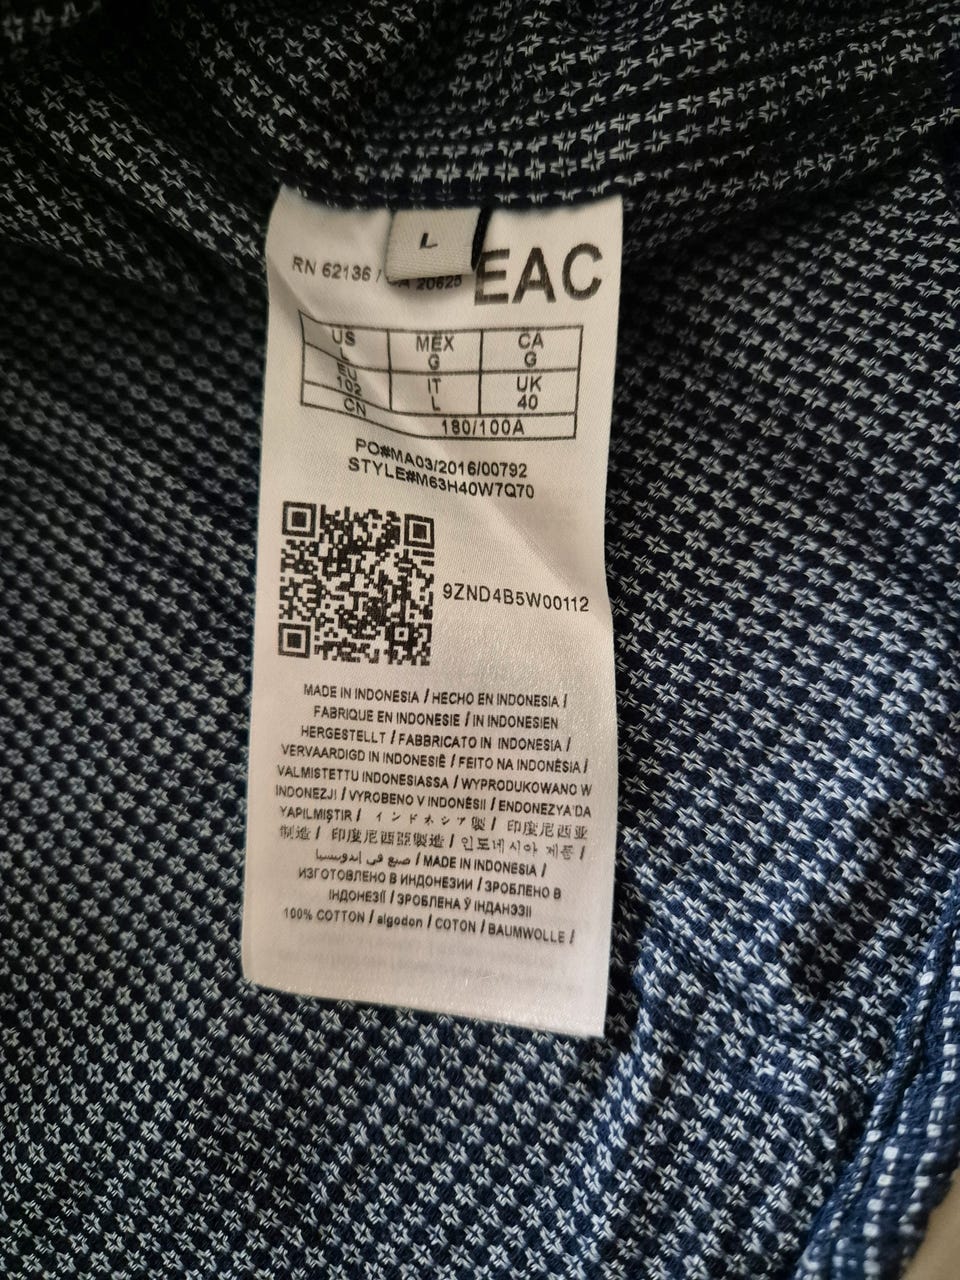 L
RN 62136 / CA 20625
EAC
US MEX CA
L G G
EU IT UK
102 L 40
CN 180/100A
PO#MA03/2016/00792
STYLE#M63H40W7Q70
9ZND4B5W00112
MADE IN INDONESIA / HECHO EN INDONESIA /
FABRIQUE EN INDONESIE / IN INDONESIEN
HERGESTELLT / FABBRICATO IN INDONESIA /
VERVAARDIGD IN INDONESIË / FEITO NA INDONÉSIA /
VALMISTETTU INDONESIASSA / WYPRODUKOWANO W
INDONEZJI / VYROBENO V INDONÉSII / ENDONEZYA'DA
YAPILMIŞTIR / インドネシア製 / 印度尼西亚
制造 / 印度尼西亞製造 / 인도네시아 제품 /
صنع في إندونيسيا / MADE IN INDONESIA /
ИЗГОТОВЛЕНО В ИНДОНЕЗИИ / ЗРОБЛЕНО В
ІНДОНЕЗІЇ / ЗРОБЛЕНА Ў ІНДАНЭЗІІ
100% COTTON / algodon / COTON / BAUMWOLLE /